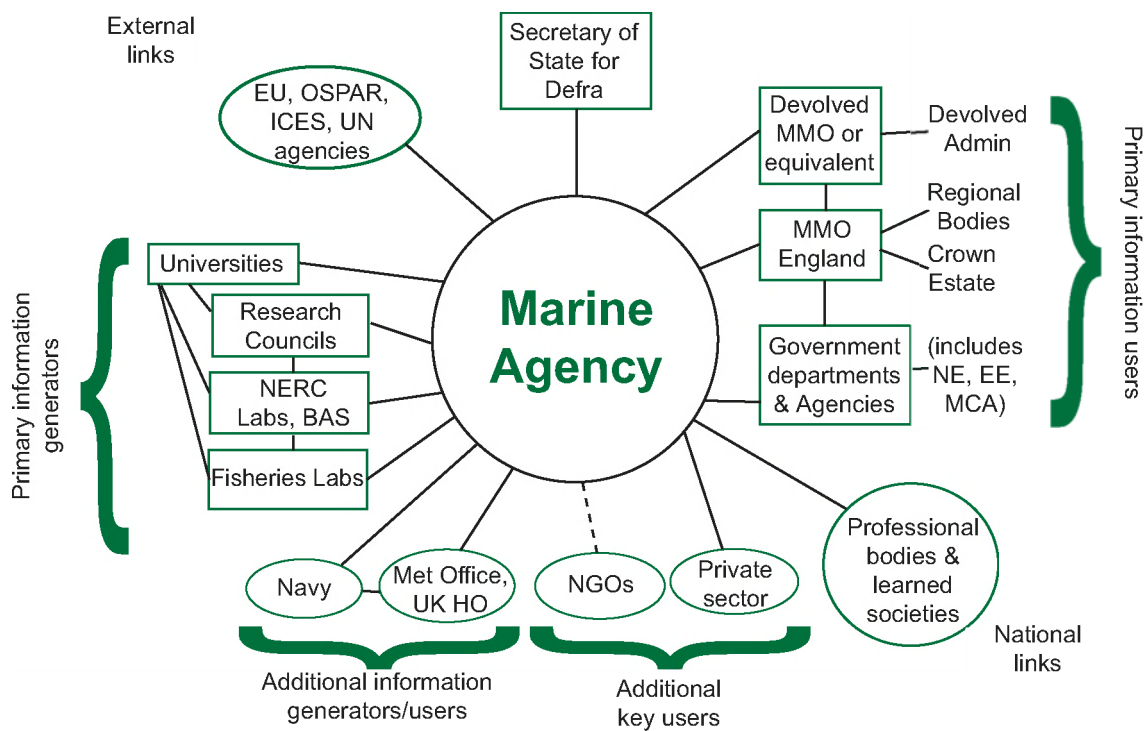 External
links
EU, OSPAR,
ICES, UN
agencies
Secretary of
State for
Defra
Devolved
MMO or
equivalent
Devolved
Admin
MMO
England
Regional
Bodies
Crown
Estate
Government
departments
& Agencies
(includes
NE, EE,
MCA)
Primary information users
Universities
Research
Councils
NERC
Labs, BAS
Fisheries Labs
Primary information
generators
Marine
Agency
Navy
Met Office,
UK HO
Additional information
generators/users
NGOs
Private
sector
Additional
key users
Professional
bodies &
learned
societies
National
links